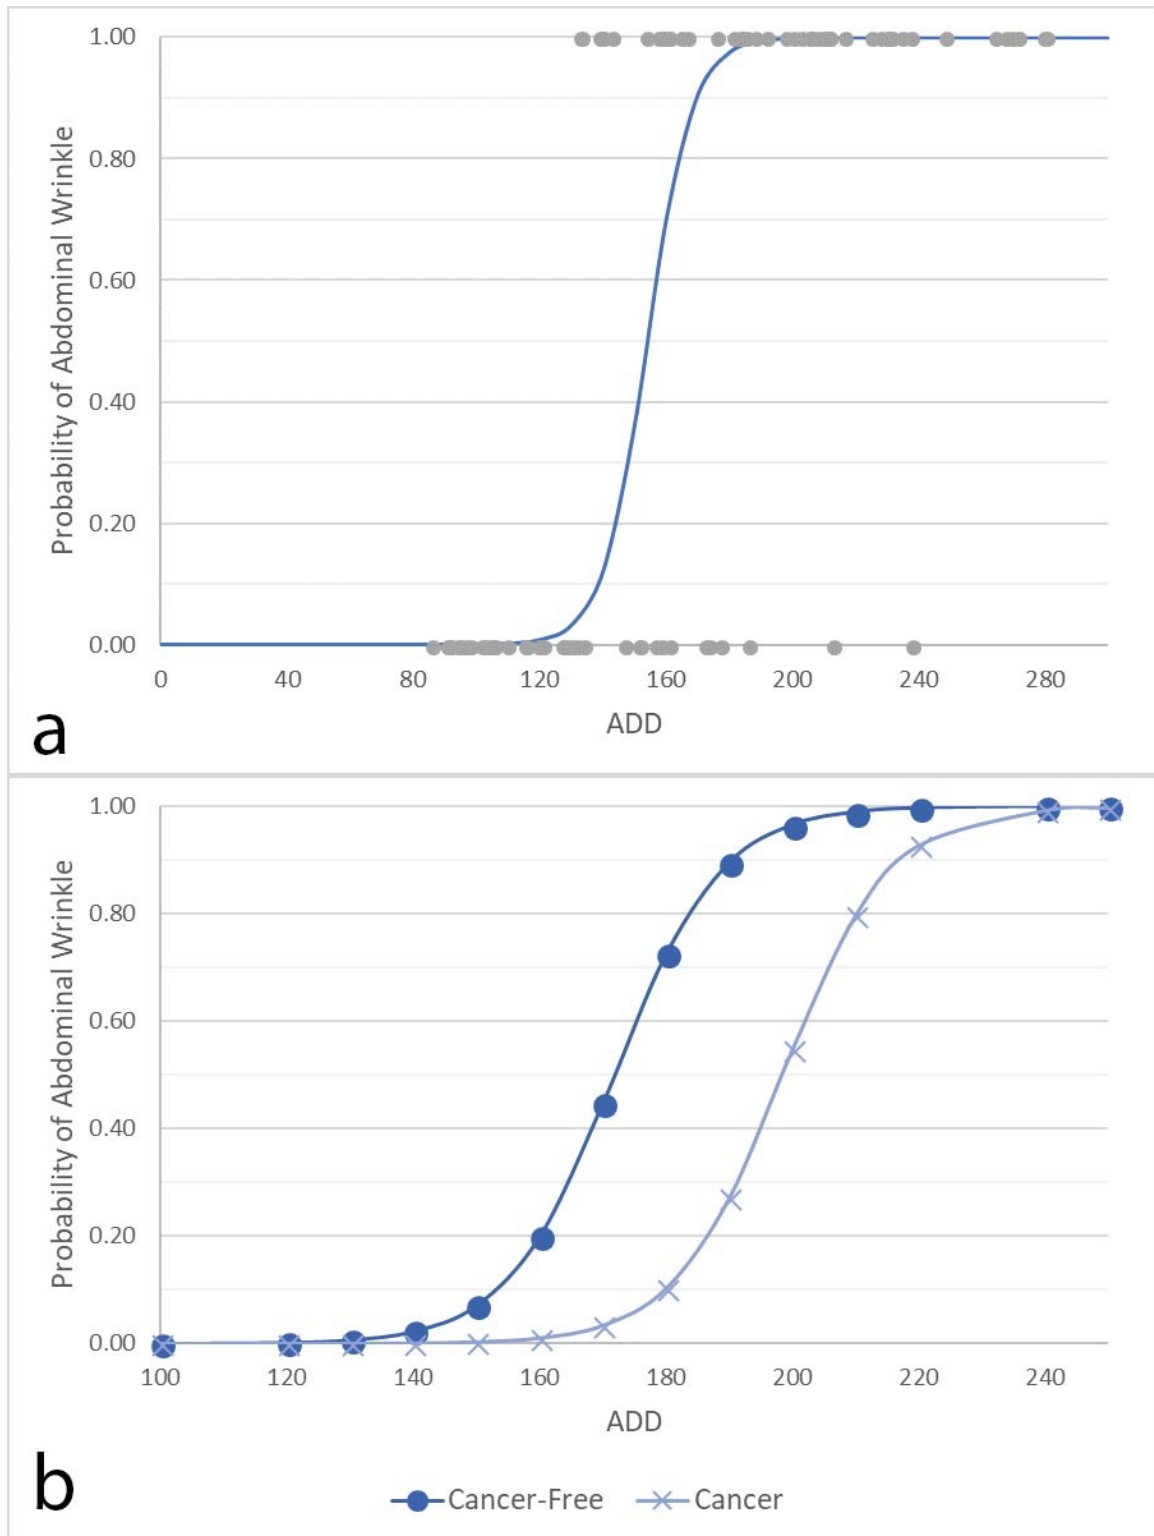 Probability of Abdominal Wrinkle
1.00
0.80
0.60
0.40
0.20
0.00
0 40 80 120 160 200 240 280
ADD
a
Probability of Abdominal Wrinkle
1.00
0.80
0.60
0.40
0.20
0.00
100 120 140 160 180 200 220 240
ADD
b
Cancer-Free Cancer